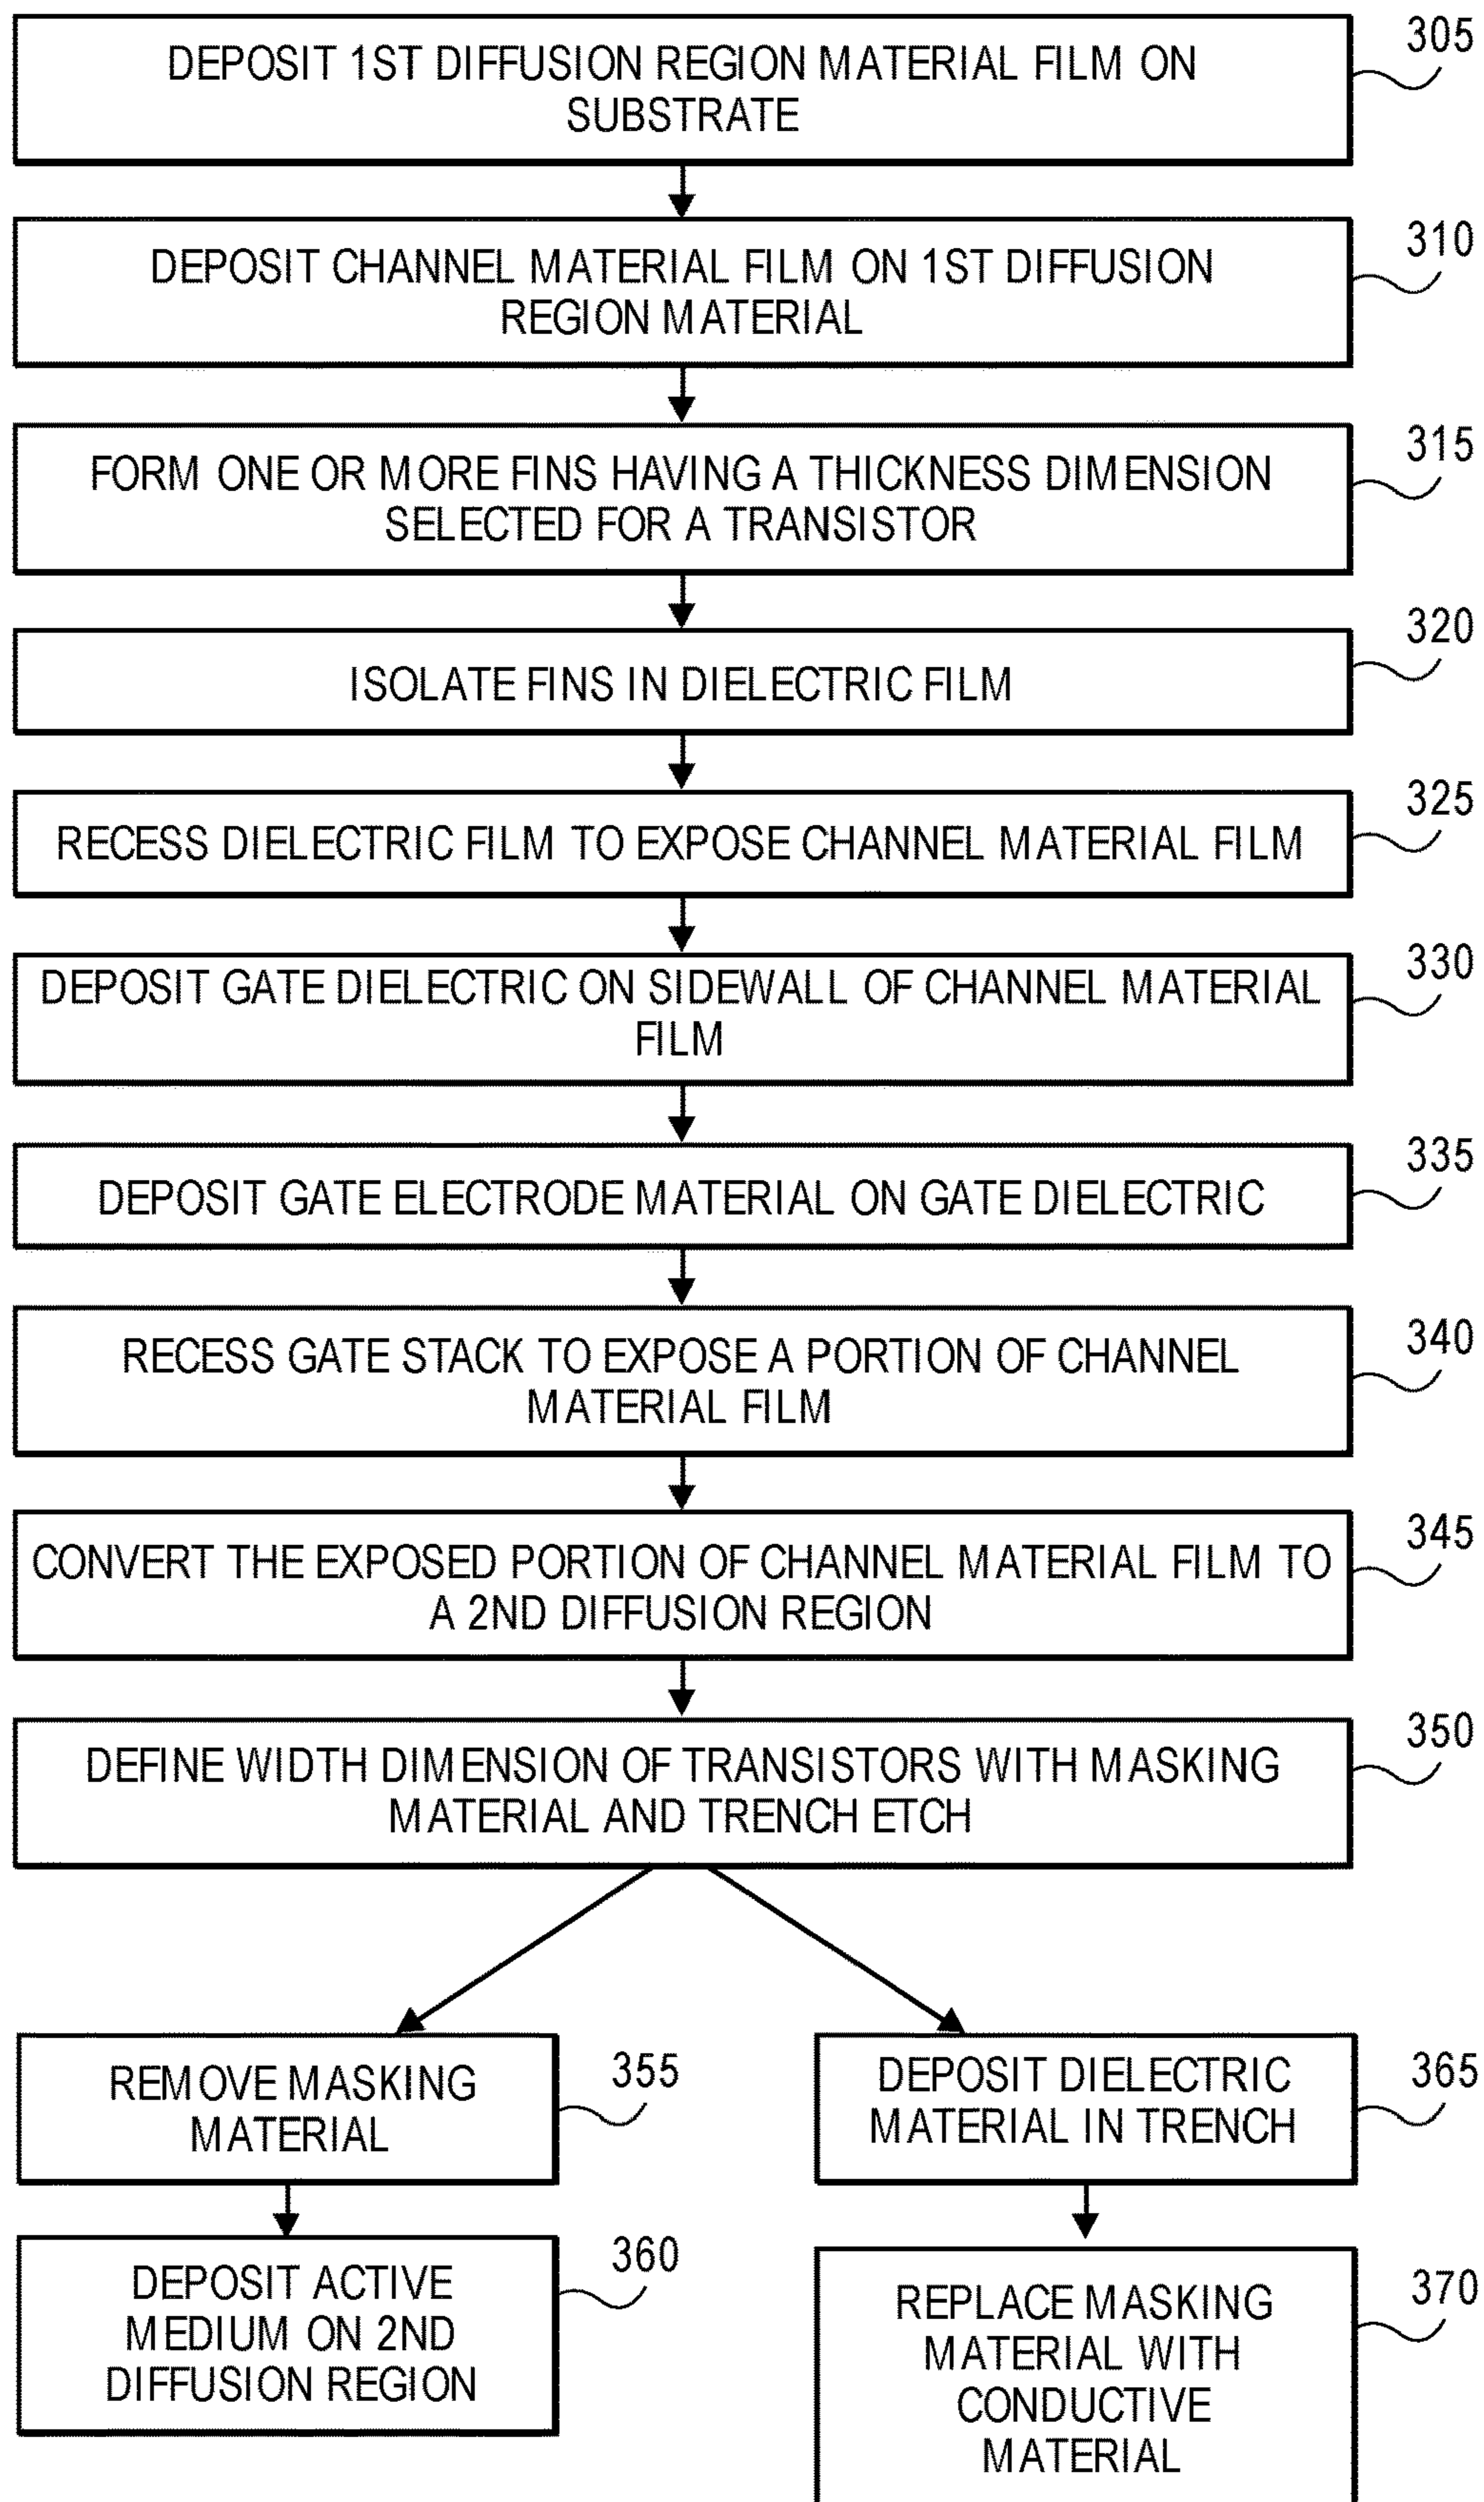 305
DEPOSIT 1ST DIFFUSION REGION MATERIAL FILM ON
SUBSTRATE
310
DEPOSIT CHANNEL MATERIAL FILM ON 1ST DIFFUSION
REGION MATERIAL
315
FORM ONE OR MORE FINS HAVING A THICKNESS DIMENSION
SELECTED FOR A TRANSISTOR
320
ISOLATE FINS IN DIELECTRIC FILM
325
RECESS DIELECTRIC FILM TO EXPOSE CHANNEL MATERIAL FILM
330
DEPOSIT GATE DIELECTRIC ON SIDEWALL OF CHANNEL MATERIAL
FILM
335
DEPOSIT GATE ELECTRODE MATERIAL ON GATE DIELECTRIC
340
RECESS GATE STACK TO EXPOSE A PORTION OF CHANNEL
MATERIAL FILM
345
CONVERT THE EXPOSED PORTION OF CHANNEL MATERIAL FILM TO
A 2ND DIFFUSION REGION
350
DEFINE WIDTH DIMENSION OF TRANSISTORS WITH MASKING
MATERIAL AND TRENCH ETCH
355
REMOVE MASKING
MATERIAL
360
DEPOSIT ACTIVE
MEDIUM ON 2ND
DIFFUSION REGION
365
DEPOSIT DIELECTRIC
MATERIAL IN TRENCH
370
REPLACE MASKING
MATERIAL WITH
CONDUCTIVE
MATERIAL